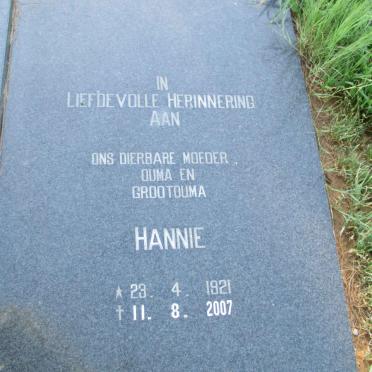 IN
LIEFDEVOLLE HERINNERING
AAN
ONS DIERBARE MOEDER,
OUMA EN
GROOTOUMA
HANNIE
★ 23. 4. 1921
† 11. 8. 2007